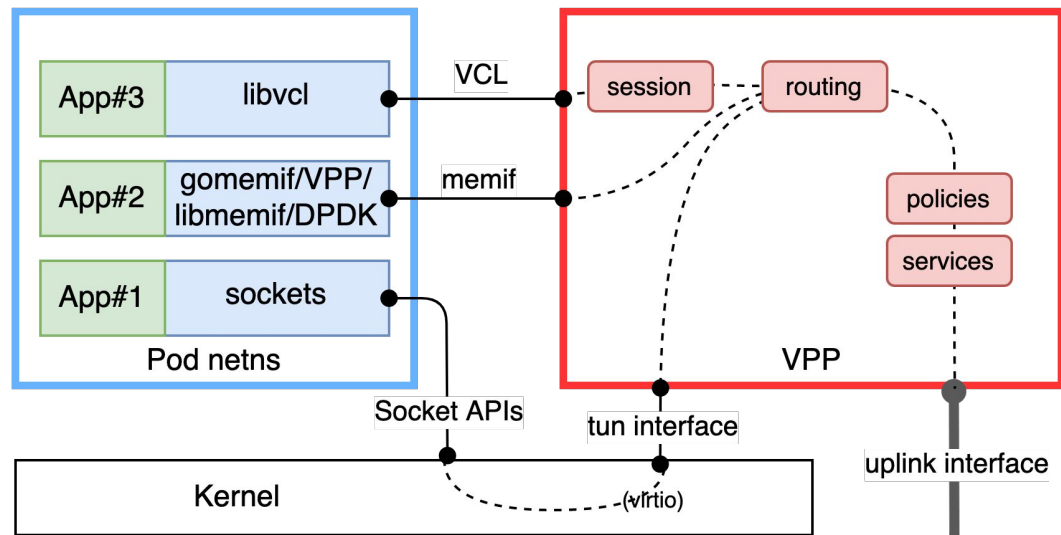 App#3
libvcl
VCL
session
routing
App#2
gomemif/VPP/
libmemif/DPDK
memif
policies
services
App#1
sockets
Pod netns
VPP
Socket APIs
tun interface
uplink interface
Kernel
(virtio)